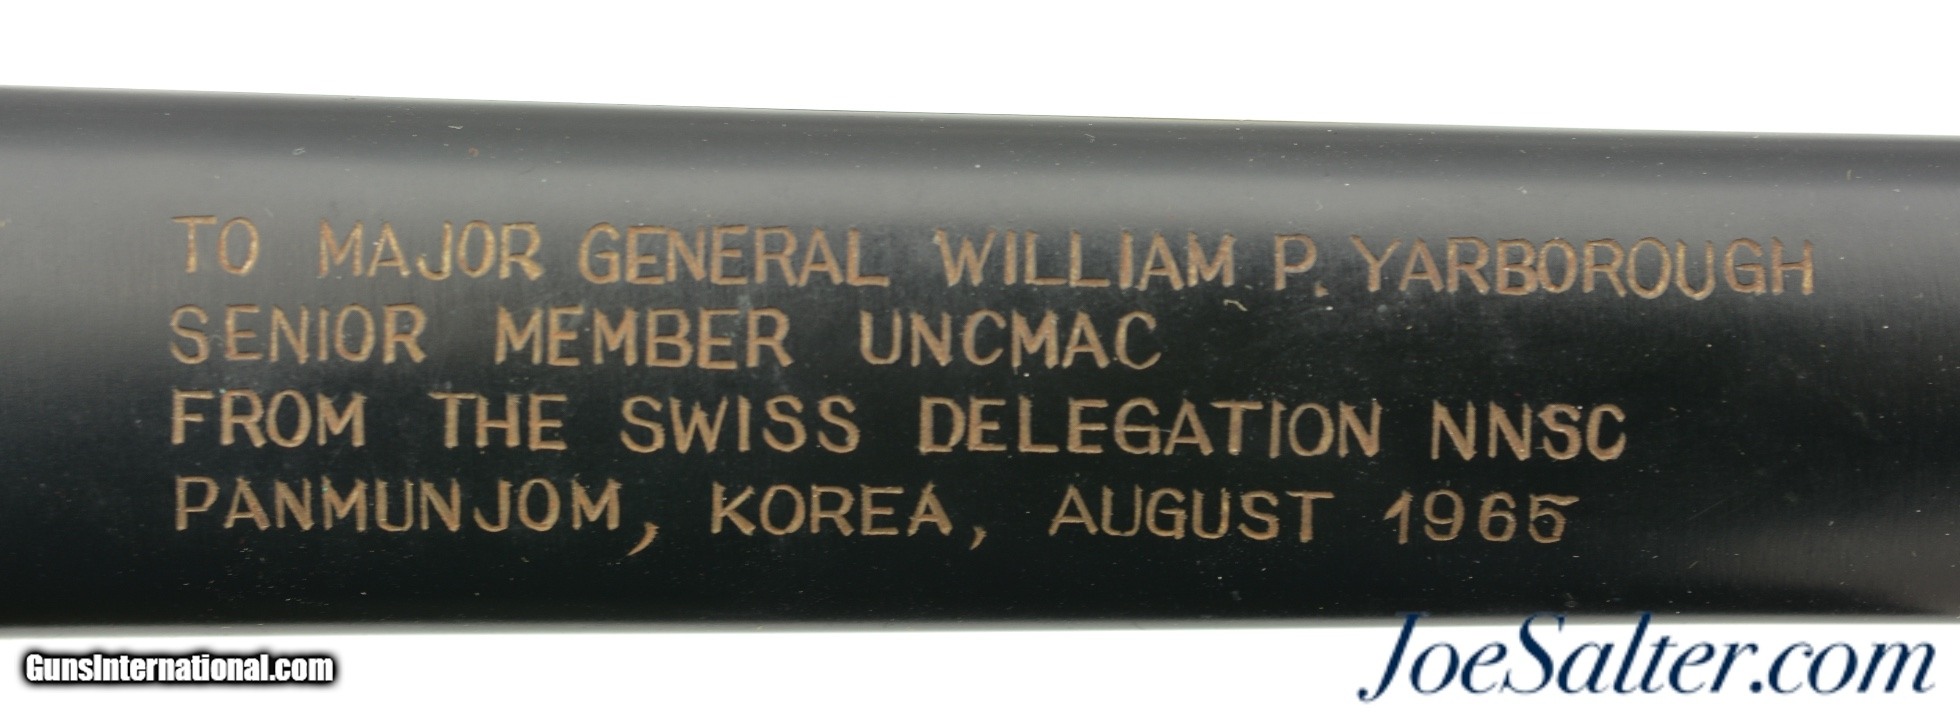 TO MAJOR GENERAL WILLIAM P. YARBOROUGH
SENIOR MEMBER UNCMAC
FROM THE SWISS DELEGATION NNSC
PANMUNJOM, KOREA, AUGUST 1965
GunsInternational.com
JoeSalter.com